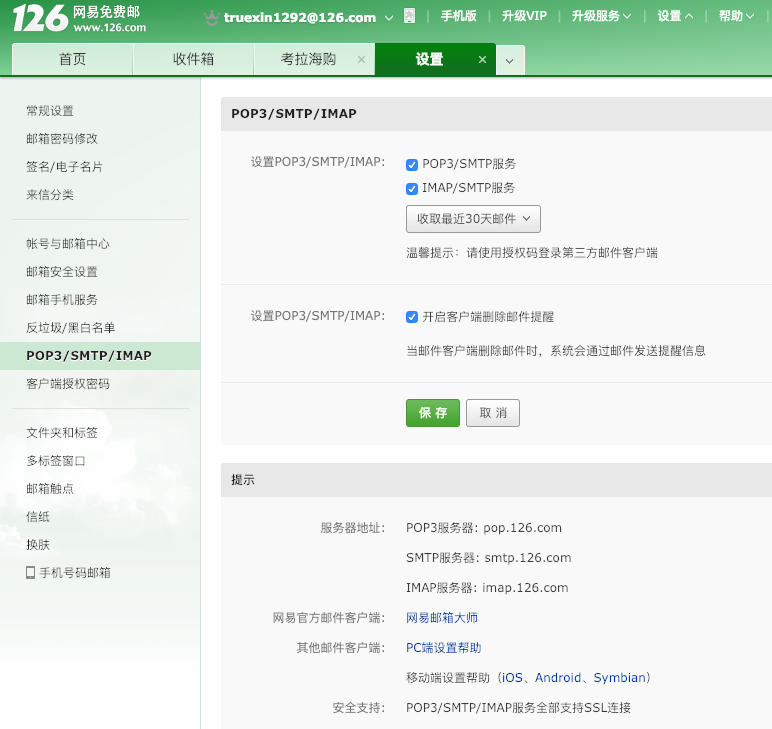 126 网易免费邮 www.126.com
truexin1292@126.com 手机版 升级VIP 升级服务 设置 帮助
首页 收件箱 考拉海购 × 设置 ×
常规设置
邮箱密码修改
签名/电子名片
来信分类
帐号与邮箱中心
邮箱安全设置
邮箱手机服务
反垃圾/黑白名单
POP3/SMTP/IMAP
客户端授权密码
文件夹和标签
多标签窗口
邮箱触点
信纸
换肤
手机号码邮箱
POP3/SMTP/IMAP
设置POP3/SMTP/IMAP： POP3/SMTP服务
IMAP/SMTP服务
收取最近30天邮件
温馨提示：请使用授权码登录第三方邮件客户端
设置POP3/SMTP/IMAP： 开启客户端删除邮件提醒
当邮件客户端删除邮件时，系统会通过邮件发送提醒信息
保 存 取 消
提示
服务器地址： POP3服务器：pop.126.com
SMTP服务器：smtp.126.com
IMAP服务器：imap.126.com
网易官方邮件客户端： 网易邮箱大师
其他邮件客户端： PC端设置帮助
移动端设置帮助（iOS、Android、Symbian）
安全支持： POP3/SMTP/IMAP服务全部支持SSL连接